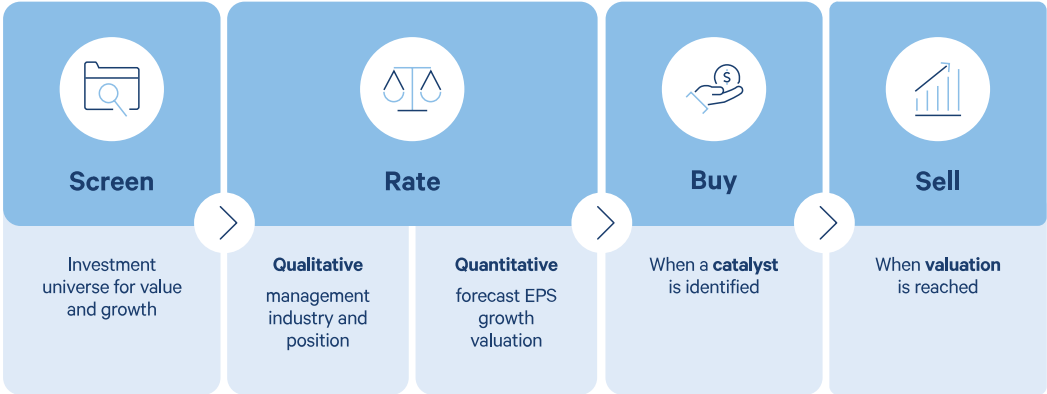 $
Screen
Rate
Buy
Sell
Investment
universe for value
and growth
Qualitative
management
industry and
position
Quantitative
forecast EPS
growth
valuation
When a catalyst
is identified
When valuation
is reached